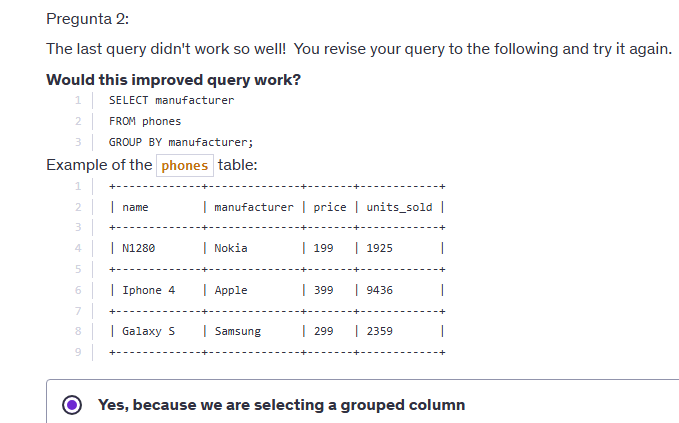 Pregunta 2:
The last query didn't work so well!  You revise your query to the following and try it again.
Would this improved query work?
1 SELECT manufacturer
2 FROM phones
3 GROUP BY manufacturer;
Example of the phones table:
1 +-------------+--------------+-------+------------+
2 | name        | manufacturer | price | units_sold |
3 +-------------+--------------+-------+------------+
4 | N1280       | Nokia        | 199   | 1925       |
5 +-------------+--------------+-------+------------+
6 | Iphone 4    | Apple        | 399   | 9436       |
7 +-------------+--------------+-------+------------+
8 | Galaxy S    | Samsung      | 299   | 2359       |
9 +-------------+--------------+-------+------------+
Yes, because we are selecting a grouped column